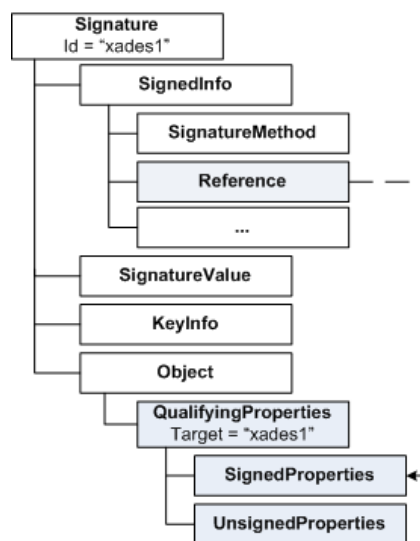 Signature
Id = “xades1”
SignedInfo
SignatureMethod
Reference
...
SignatureValue
KeyInfo
Object
QualifyingProperties
Target = “xades1”
SignedProperties
UnsignedProperties